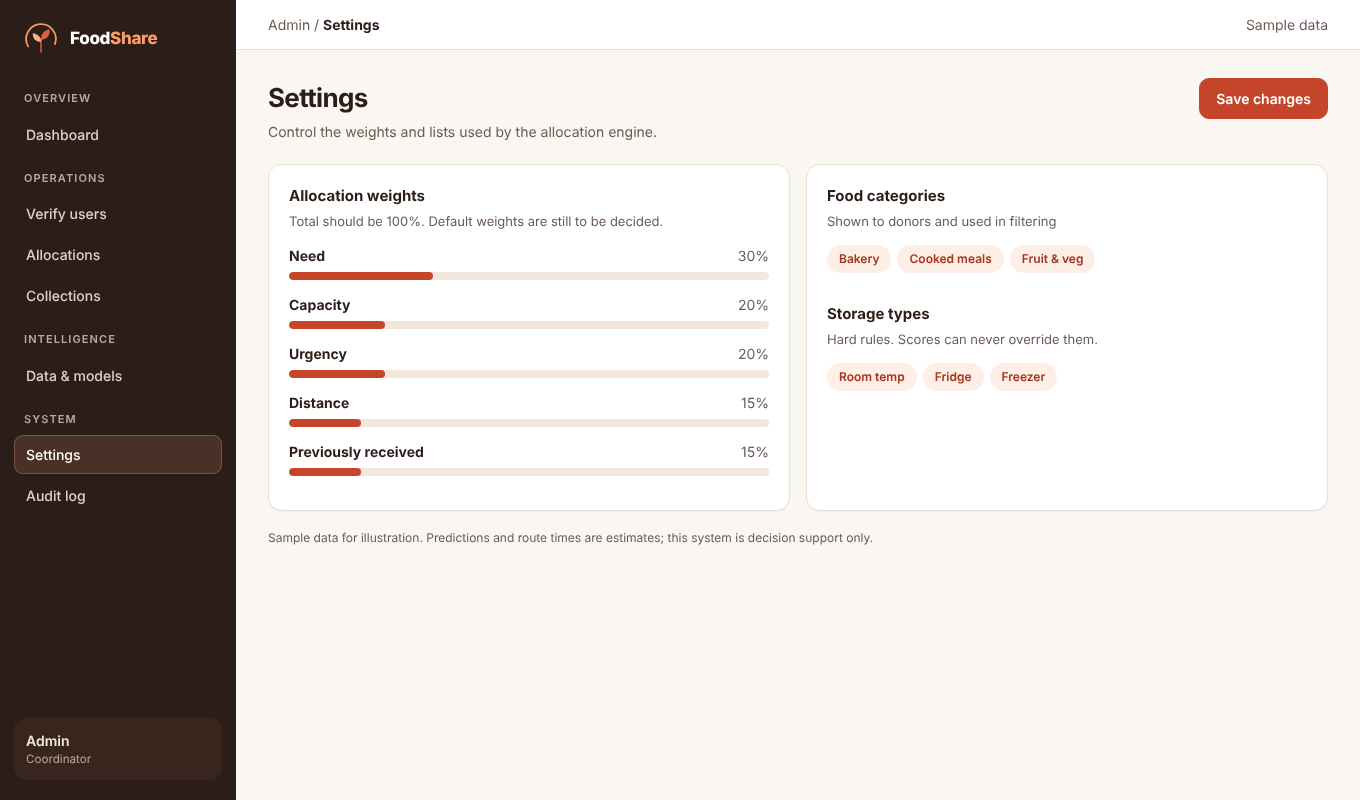 FoodShare
OVERVIEW
Dashboard
OPERATIONS
Verify users
Allocations
Collections
INTELLIGENCE
Data & models
SYSTEM
Settings
Audit log
Admin
Coordinator
Admin / Settings
Sample data
Settings
Save changes
Control the weights and lists used by the allocation engine.
Allocation weights
Total should be 100%. Default weights are still to be decided.
Need 30%
Capacity 20%
Urgency 20%
Distance 15%
Previously received 15%
Food categories
Shown to donors and used in filtering
Bakery Cooked meals Fruit & veg
Storage types
Hard rules. Scores can never override them.
Room temp Fridge Freezer
Sample data for illustration. Predictions and route times are estimates; this system is decision support only.